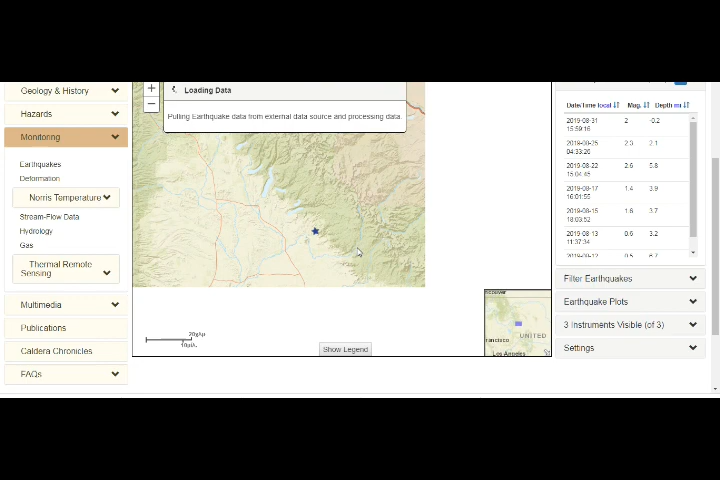 Geology & History
Hazards
Monitoring
Earthquakes
Deformation
Norris Temperature
Stream-Flow Data
Hydrology
Gas
Thermal Remote
Sensing
Multimedia
Publications
Caldera Chronicles
FAQs
+
−
Loading Data
Pulling Earthquake data from external data source and processing data.
Show Legend
ncouver
UNITED
rancisco
Los Angeles
Date/Time local Mag. Depth mi
2019-08-31 2 -0.2
15:59:16
2019-08-25 2.3 2.1
04:33:20
2019-08-22 2.6 5.8
15:04:45
2019-08-17 1.4 3.9
16:01:55
2019-08-15 1.6 3.7
18:03:52
2019-08-13 0.6 3.2
11:37:34
Filter Earthquakes
Earthquake Plots
3 Instruments Visible (of 3)
Settings